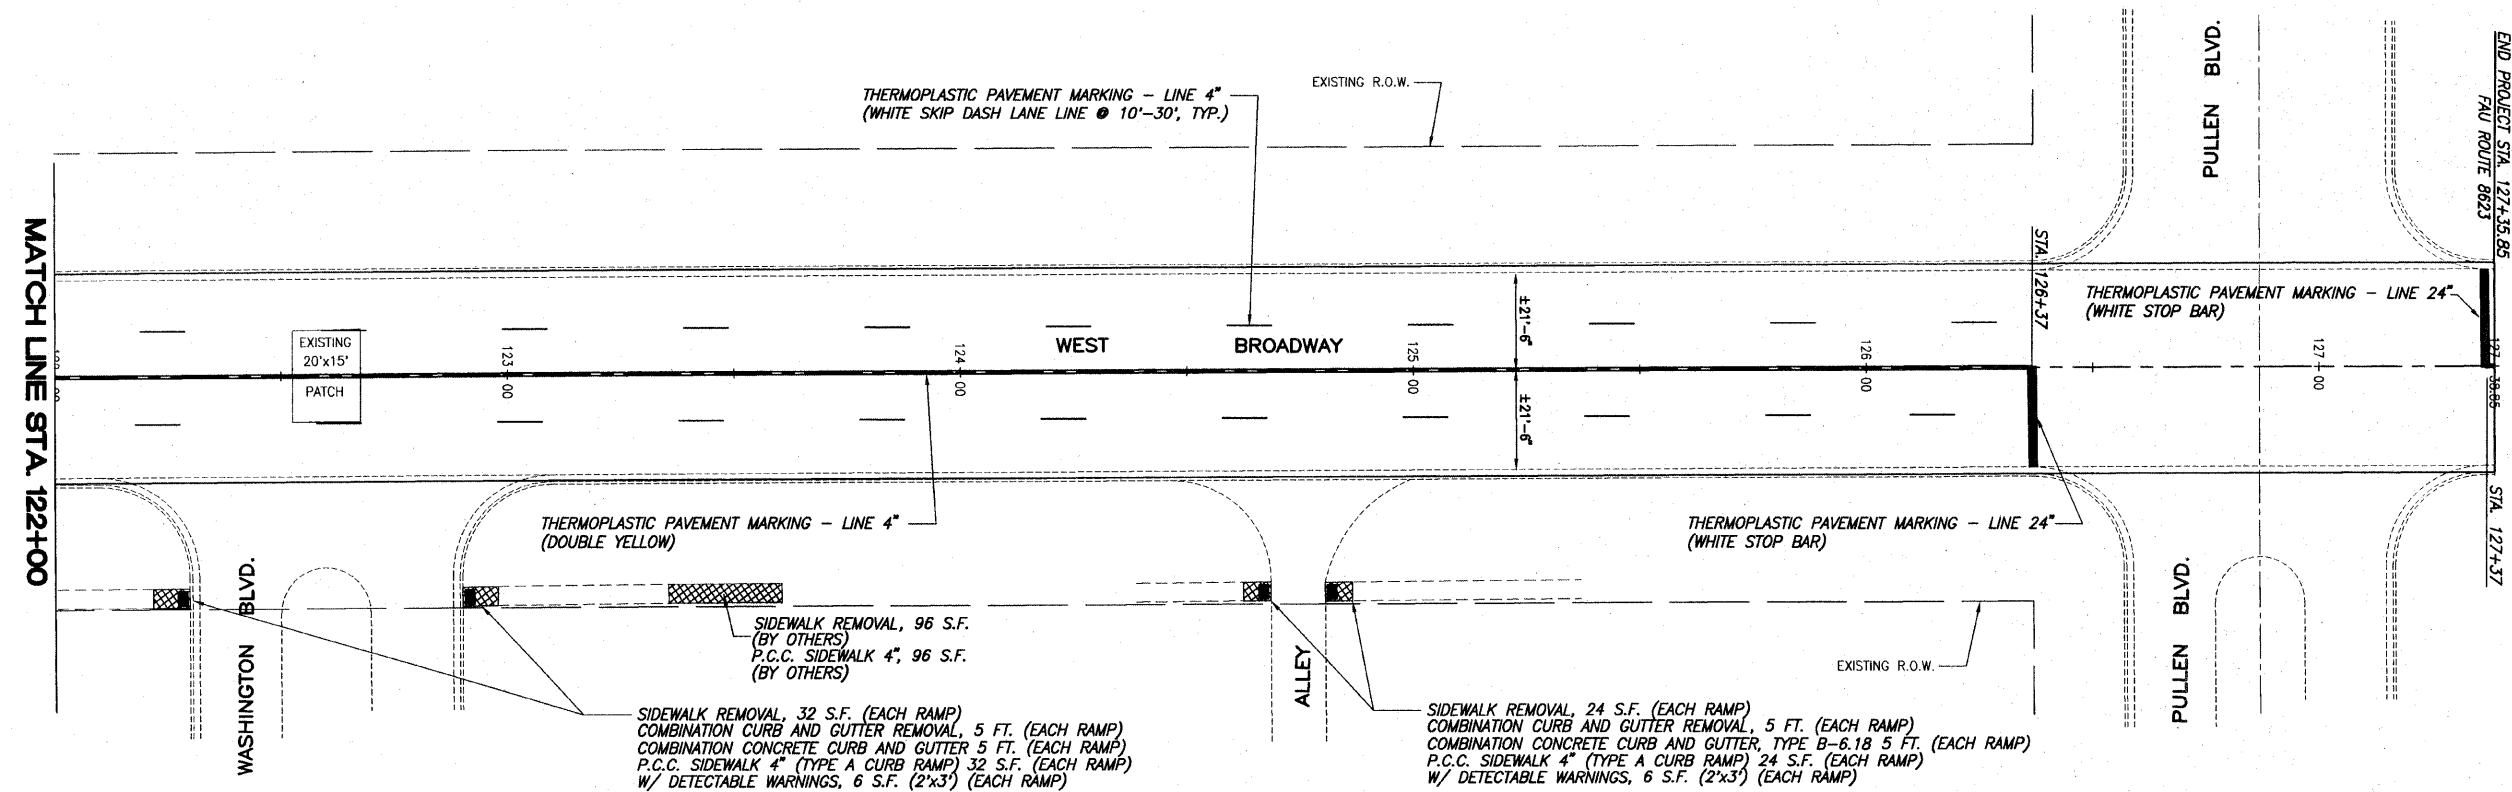 THERMOPLASTIC PAVEMENT MARKING - LINE 4"
(WHITE SKIP DASH LANE LINE @ 10'-30', TYP.)
EXISTING R.O.W.
PULLEN BLVD.
END PROJECT STA. 127+35.85
FAU ROUTE 8623
MATCH LINE STA. 122+00
STA. 126+37
THERMOPLASTIC PAVEMENT MARKING - LINE 24"
(WHITE STOP BAR)
±21'-6"
EXISTING
20'x15'
PATCH
WEST BROADWAY
123+00
124+00
125+00
126+00
127+00
±21'-6"
STA. 127+37
THERMOPLASTIC PAVEMENT MARKING - LINE 4"
(DOUBLE YELLOW)
THERMOPLASTIC PAVEMENT MARKING - LINE 24"
(WHITE STOP BAR)
WASHINGTON BLVD.
SIDEWALK REMOVAL, 96 S.F.
(BY OTHERS)
P.C.C. SIDEWALK 4", 96 S.F.
(BY OTHERS)
ALLEY
EXISTING R.O.W.
PULLEN BLVD.
SIDEWALK REMOVAL, 32 S.F. (EACH RAMP)
COMBINATION CURB AND GUTTER REMOVAL, 5 FT. (EACH RAMP)
COMBINATION CONCRETE CURB AND GUTTER 5 FT. (EACH RAMP)
P.C.C. SIDEWALK 4" (TYPE A CURB RAMP) 32 S.F. (EACH RAMP)
W/ DETECTABLE WARNINGS, 6 S.F. (2'x3') (EACH RAMP)
SIDEWALK REMOVAL, 24 S.F. (EACH RAMP)
COMBINATION CURB AND GUTTER REMOVAL, 5 FT. (EACH RAMP)
COMBINATION CONCRETE CURB AND GUTTER, TYPE B-6.18 5 FT. (EACH RAMP)
P.C.C. SIDEWALK 4" (TYPE A CURB RAMP) 24 S.F. (EACH RAMP)
W/ DETECTABLE WARNINGS, 6 S.F. (2'x3') (EACH RAMP)